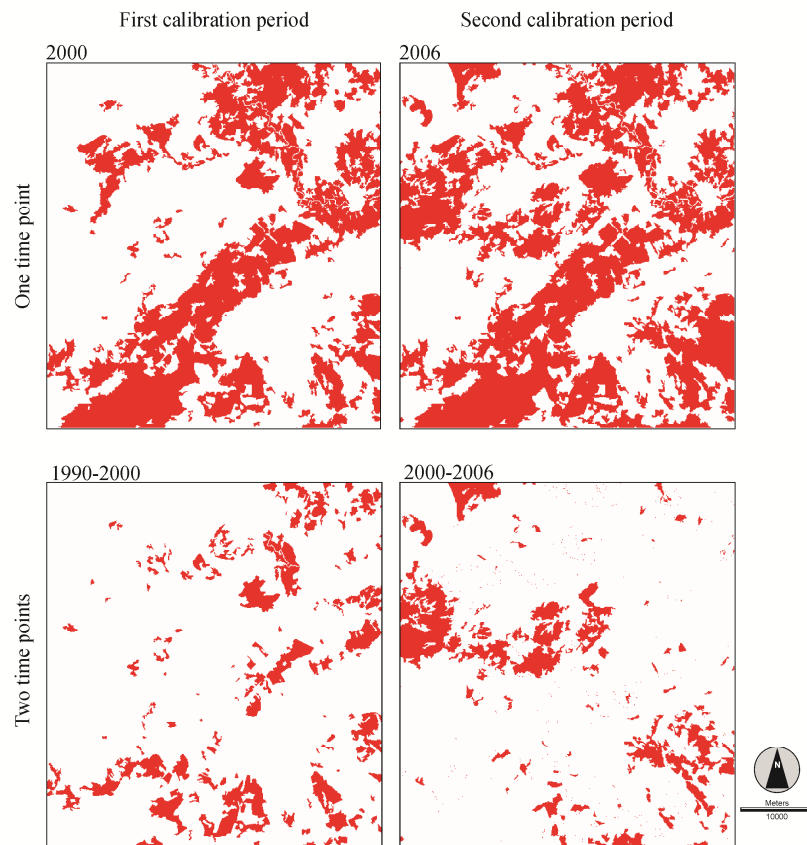 First calibration period
Second calibration period
2000
2006
One time point
1990-2000
2000-2006
Two time points
N
Meters
10000